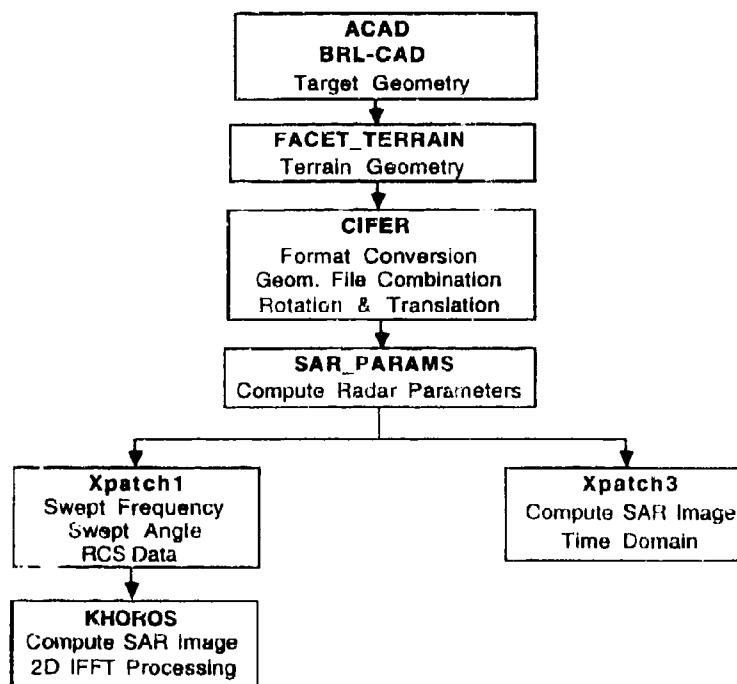 ACAD
BRL-CAD
Target Geometry
FACET_TERRAIN
Terrain Geometry
CIFER
Format Conversion
Geom. File Combination
Rotation & Translation
SAR_PARAMS
Compute Radar Parameters
Xpatch1
Swept Frequency
Swept Angle
RCS Data
Xpatch3
Compute SAR Image
Time Domain
KHOROS
Compute SAR Image
2D IFFT Processing